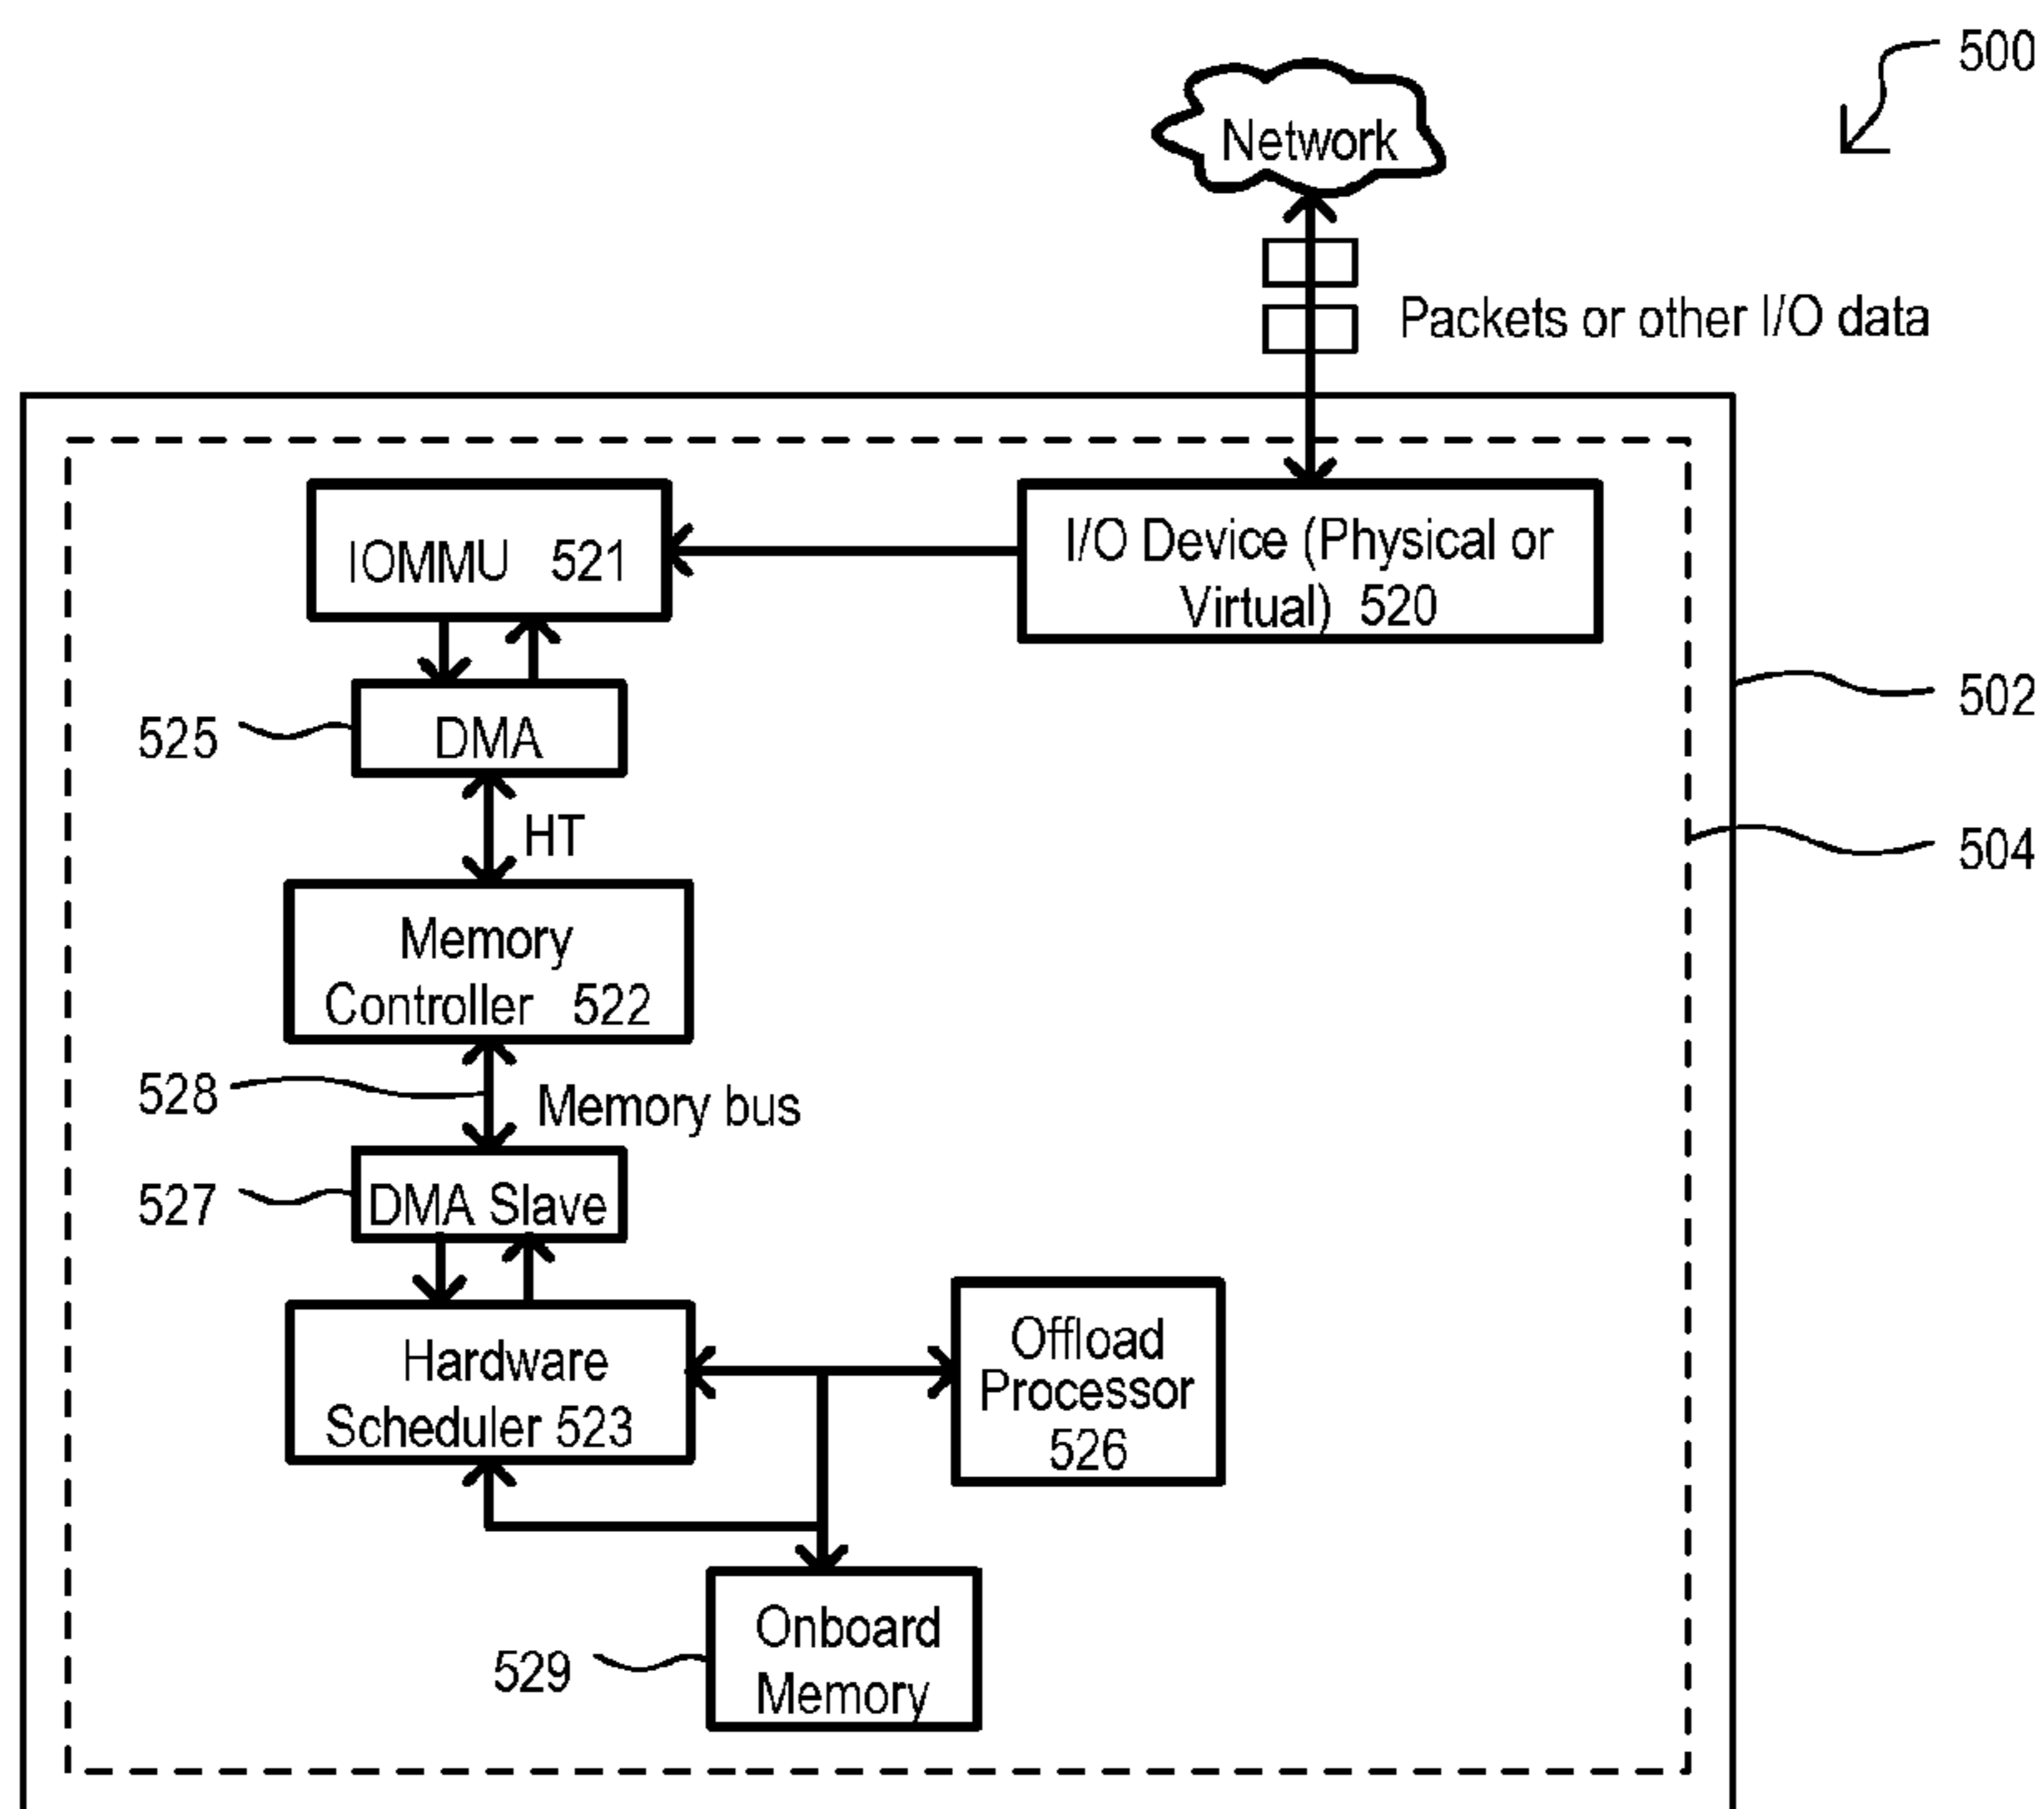 500
Network
Packets or other I/O data
IOMMU 521
I/O Device (Physical or
Virtual) 520
502
525
DMA
HT
504
Memory
Controller 522
528
Memory bus
527
DMA Slave
Hardware
Scheduler 523
Offload
Processor
526
Onboard
Memory
529